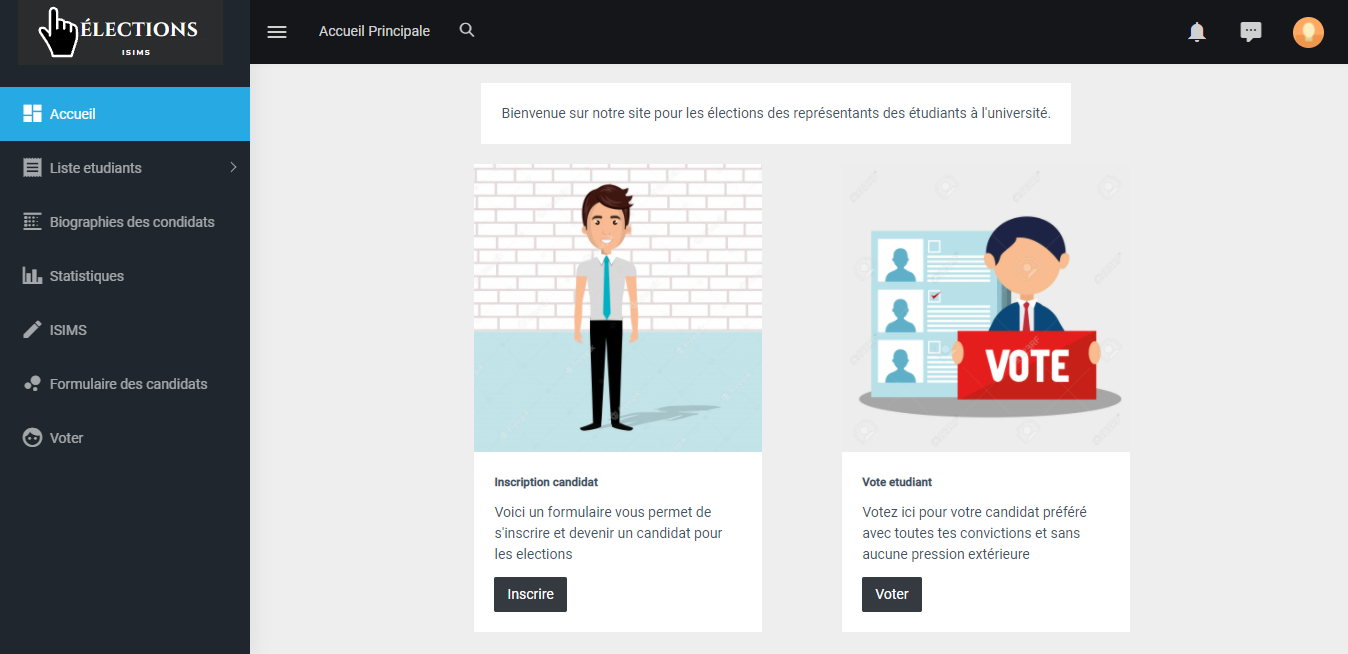 ÉLECTIONS
ISIMS
Accueil Principale
Accueil
Liste etudiants
Biographies des condidats
Statistiques
ISIMS
Formulaire des candidats
Voter
Bienvenue sur notre site pour les élections des représentants des étudiants à l'université.
VOTE
Inscription candidat
Voici un formulaire vous permet de
s'inscrire et devenir un candidat pour
les elections
Inscrire
Vote etudiant
Votez ici pour votre candidat préféré
avec toutes tes convictions et sans
aucune pression extérieure
Voter